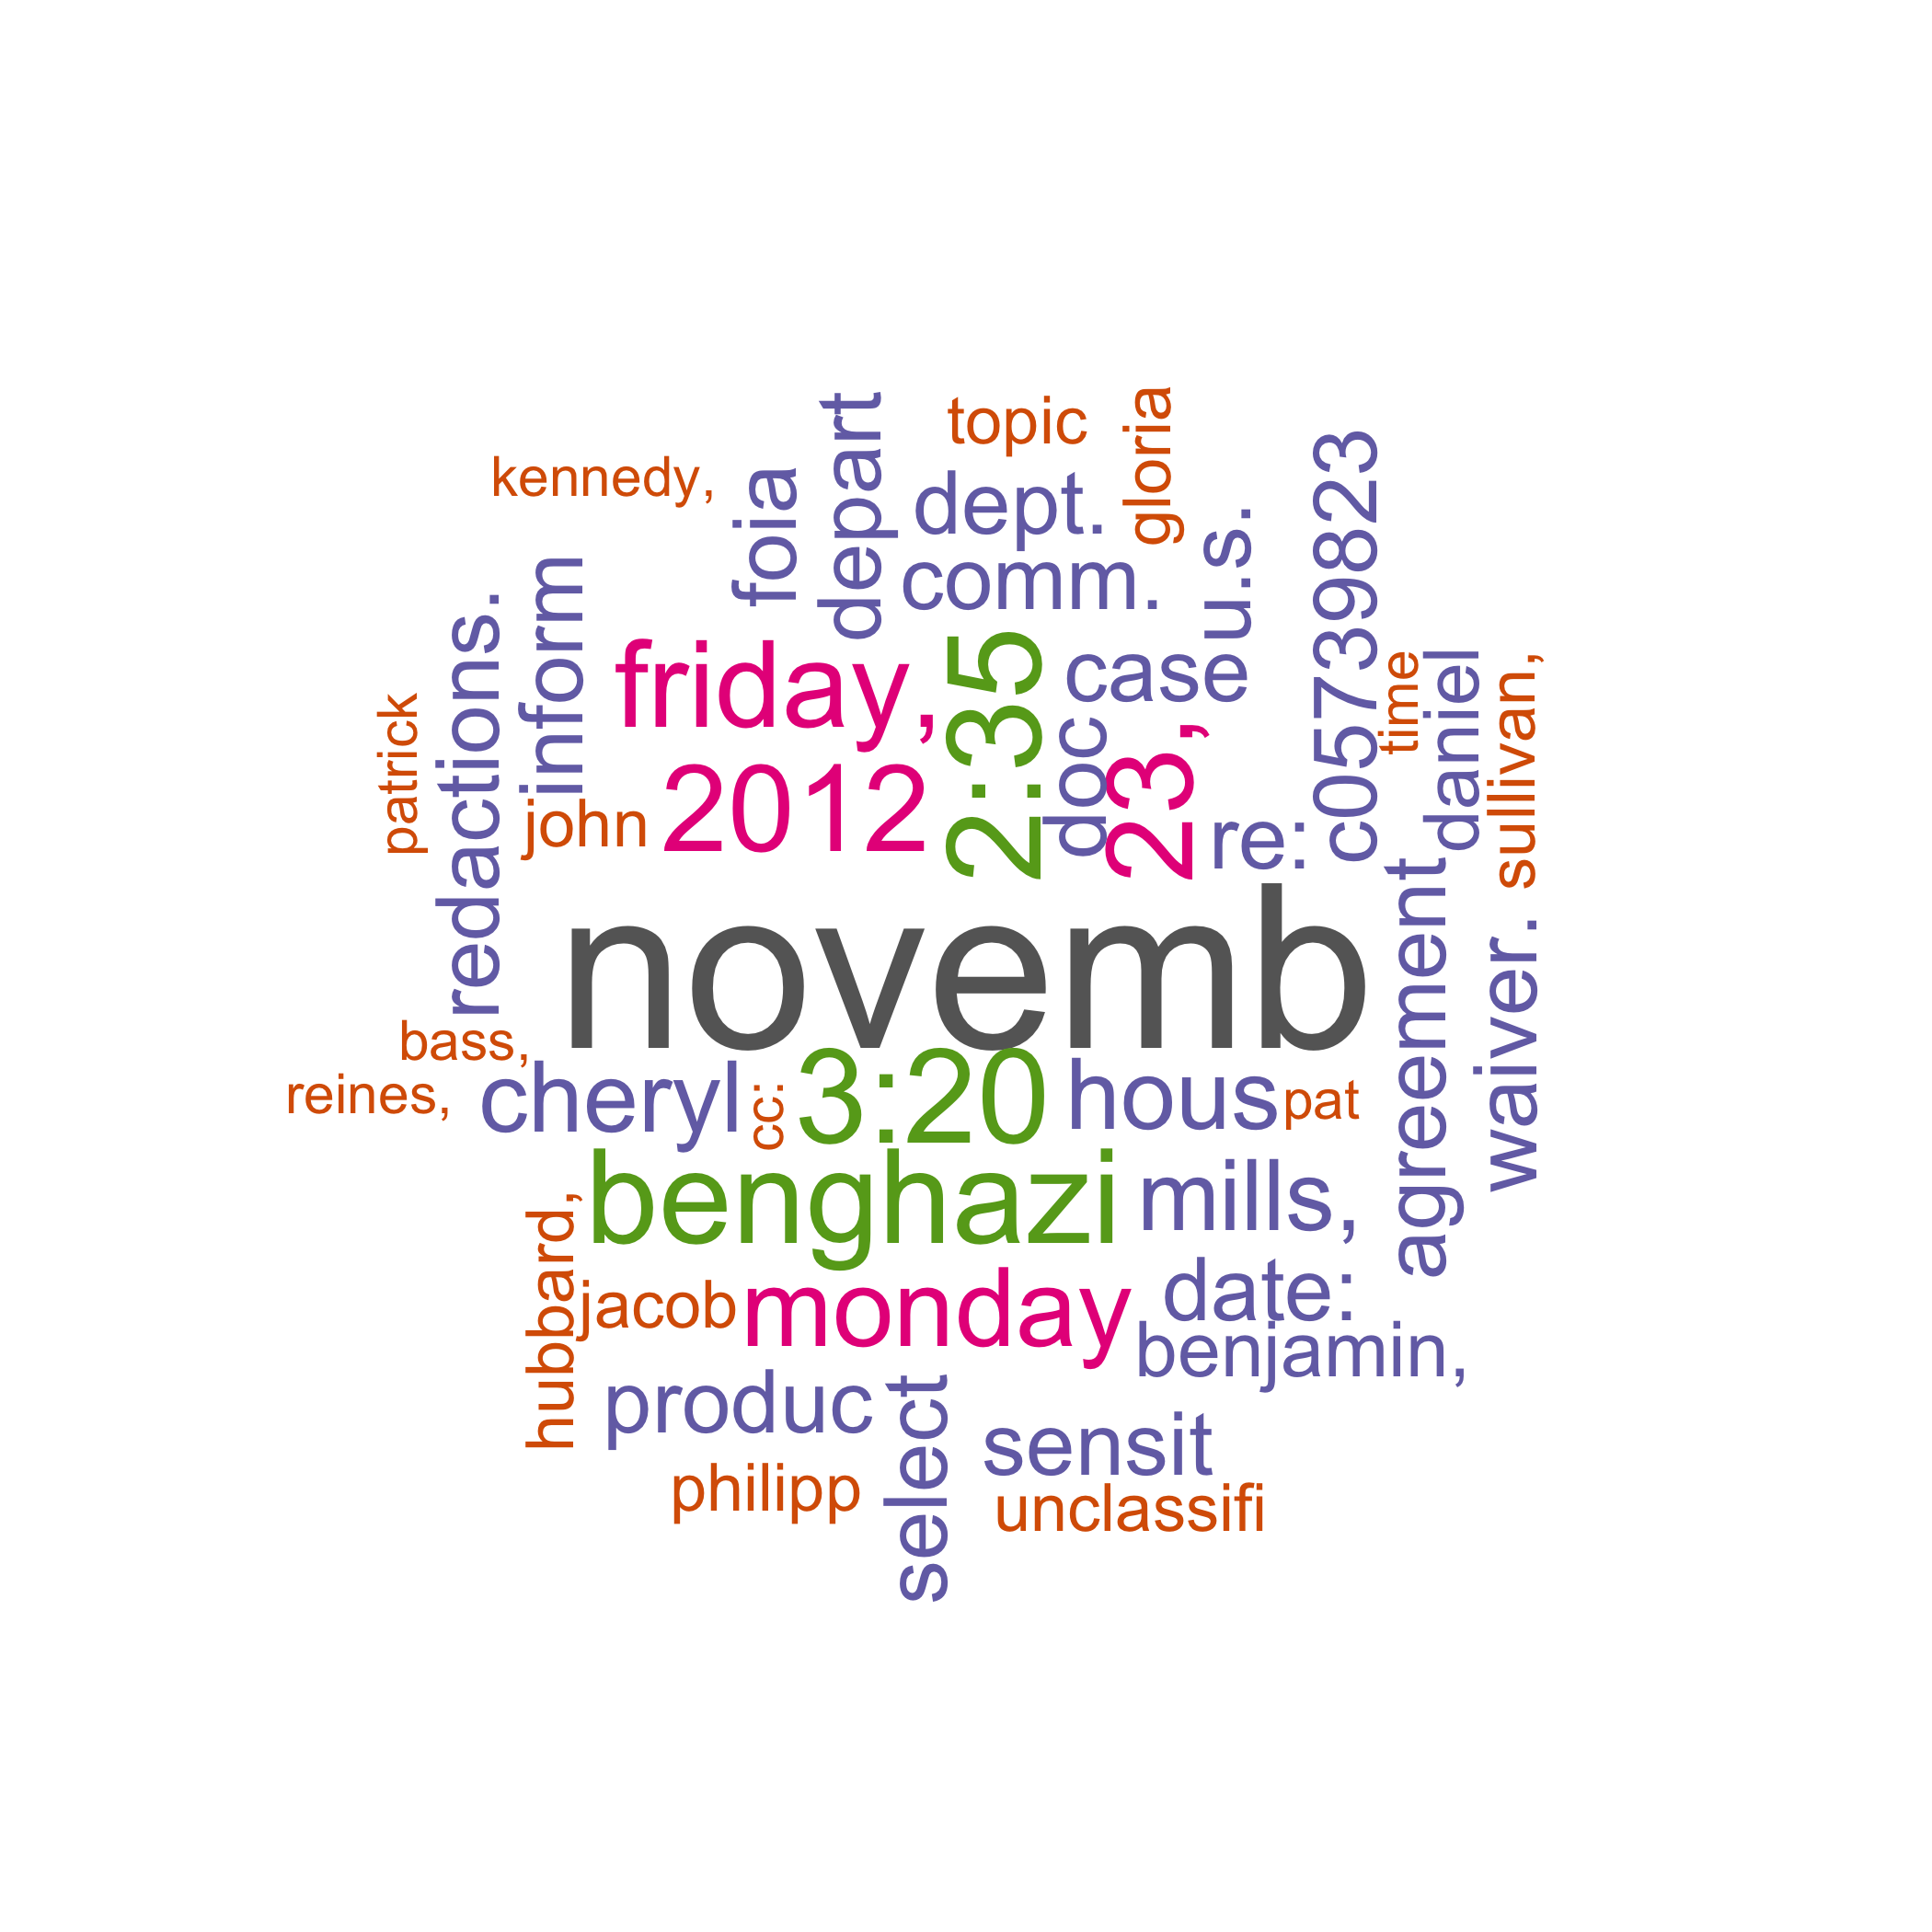 topic
gloria
depart
kennedy,
foia
dept.
c05739823
u.s.
comm.
inform
redactions.
friday,
2:35
case
time
daniel
sullivan,
patrick
john
2012
doc
23,
re:
novemb
agreement
waiver.
bass,
reines,
cheryl
cc:
3:20
hous
pat
benghazi
mills,
hubbard,
jacob
monday
date:
benjamin,
produc
select
sensit
philipp
unclassifi